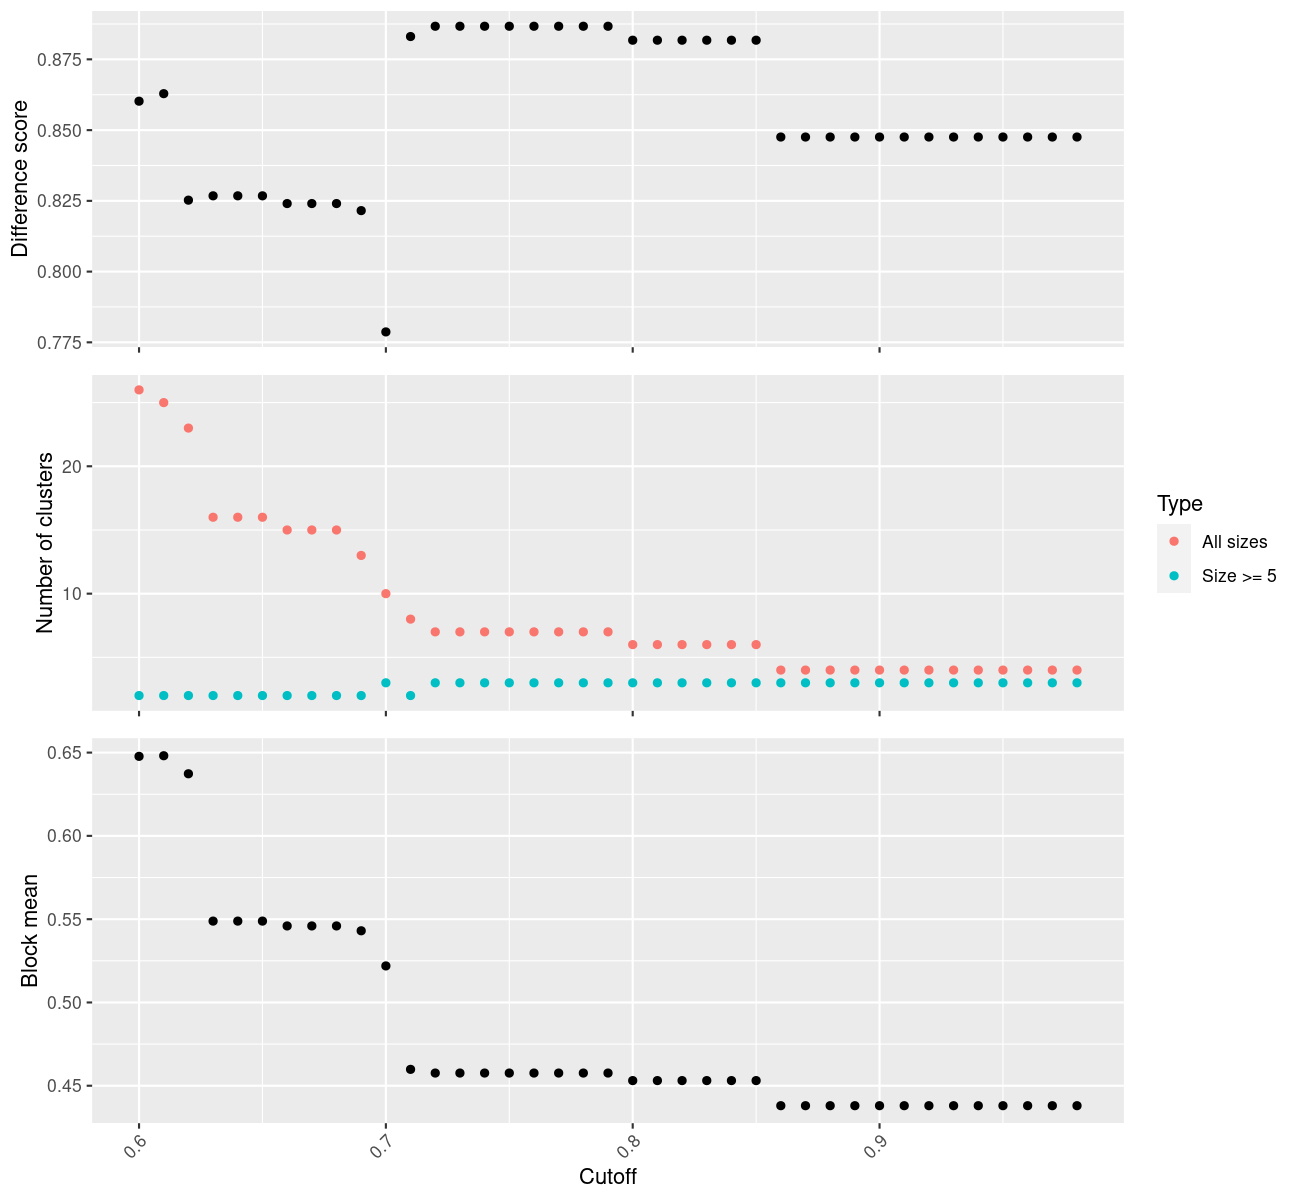 Difference score
0.875
0.850
0.825
0.800
0.775
Number of clusters
20
10
Type
All sizes
Size >= 5
Block mean
0.65
0.60
0.55
0.50
0.45
0.6
0.7
0.8
0.9
Cutoff